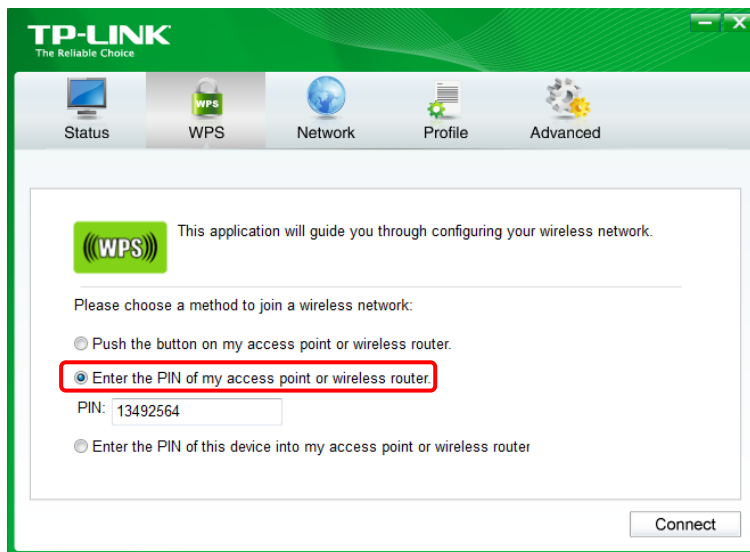 TP-LINK
The Reliable Choice
Status WPS Network Profile Advanced
WPS
This application will guide you through configuring your wireless network.
(((WPS)))
Please choose a method to join a wireless network:
Push the button on my access point or wireless router.
Enter the PIN of my access point or wireless router.
PIN: 13492564
Enter the PIN of this device into my access point or wireless router
Connect